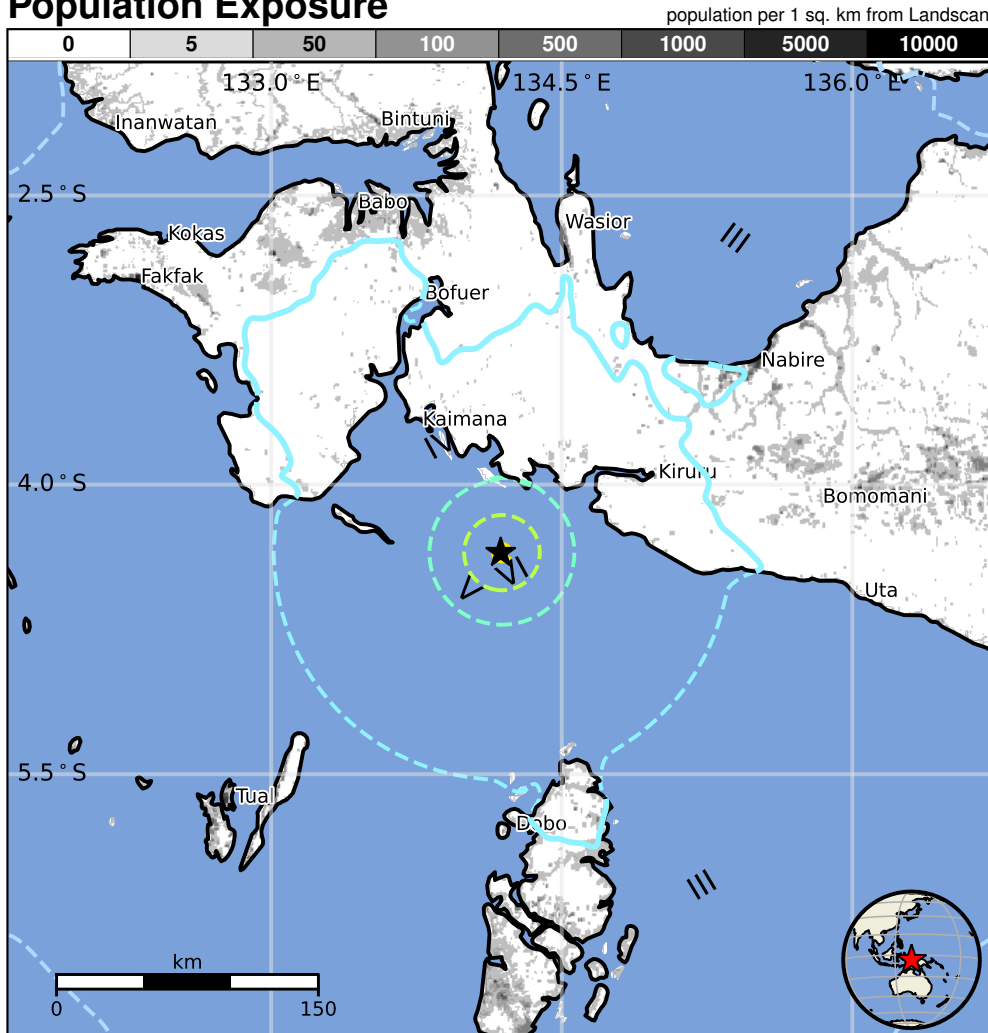 Population Exposure
population per 1 sq. km from Landscan
0 5 50 100 500 1000 5000 10000
133.0°E 134.5°E 136.0°E
Inanwatan
Bintuni
2.5°S
Babo
Wasior
Kokas
Fakfak
Bofuer
Nabire
Kaimana
Kiruru
4.0°S
Bomomani
Uta
5.5°S
Tual
Dobo
km
0 150